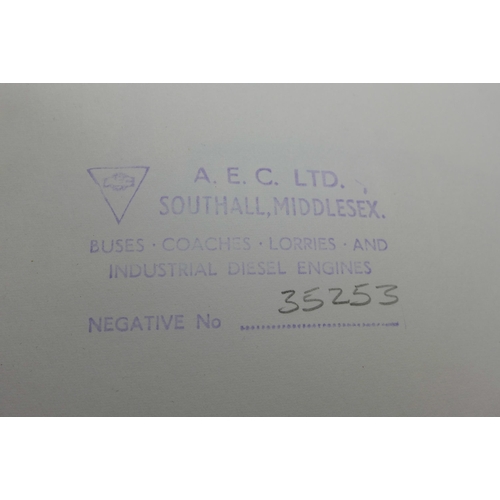 A. E. C. LTD.
SOUTHALL, MIDDLESEX.
BUSES · COACHES · LORRIES · AND
INDUSTRIAL DIESEL ENGINES
NEGATIVE No 35253